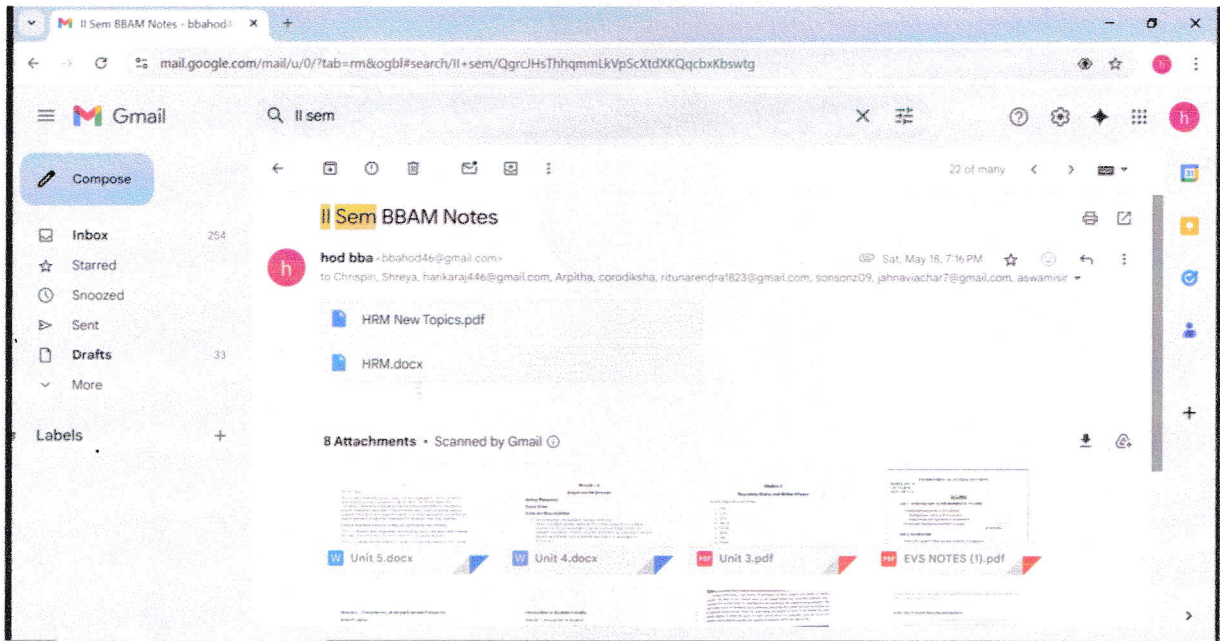 II Sem BBAM Notes - bbahod4
mail.google.com/mail/u/0/?tab=rm&ogbl#search/II+sem/QgrcJHsThhqmmLkVpScXtdXKQqcbxKbswtg
h
Gmail
II sem
h
Compose
22 of many
31
Inbox 254
Starred
Snoozed
Sent
Drafts 33
More
Labels
II Sem BBAM Notes
h
hod bba <bbahod46@gmail.com>
Sat, May 18, 7:16 PM
to Chrispin, Shreya, harikaraj446@gmail.com, Arpitha, corodiksha, ritunarendra1823@gmail.com, sonsonz09, jahnaviachar7@gmail.com, aswamisir
HRM New Topics.pdf
HRM.docx
8 Attachments • Scanned by Gmail
W Unit 5.docx
W Unit 4.docx
PDF Unit 3.pdf
PDF EVS NOTES (1).pdf